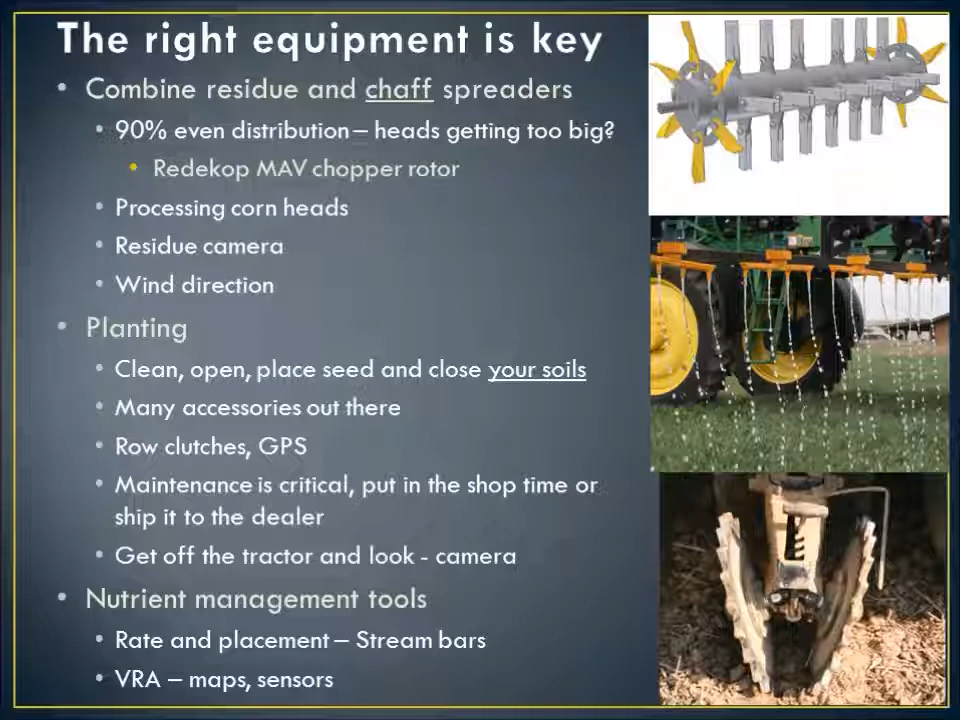 The right equipment is key
• Combine residue and chaff spreaders
• 90% even distribution – heads getting too big?
• Redekop MAV chopper rotor
• Processing corn heads
• Residue camera
• Wind direction
• Planting
• Clean, open, place seed and close your soils
• Many accessories out there
• Row clutches, GPS
• Maintenance is critical, put in the shop time or
ship it to the dealer
• Get off the tractor and look - camera
• Nutrient management tools
• Rate and placement – Stream bars
• VRA – maps, sensors